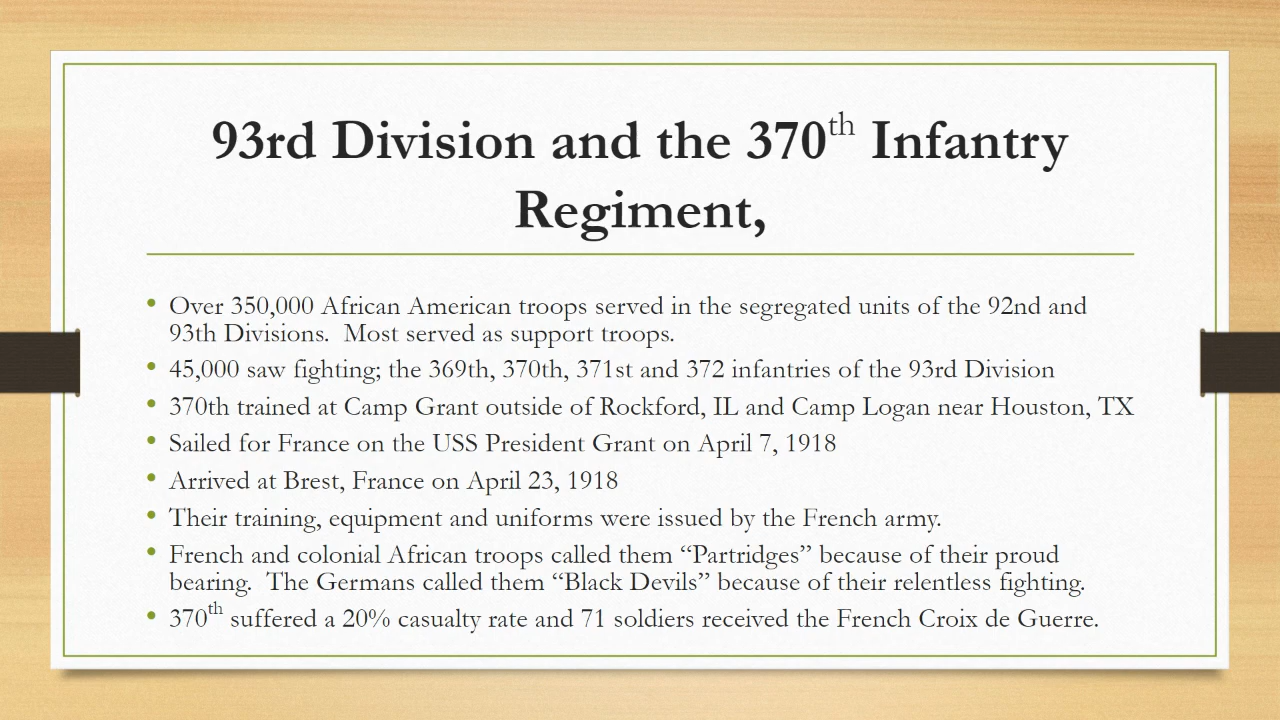 93rd Division and the 370th Infantry
Regiment,
• Over 350,000 African American troops served in the segregated units of the 92nd and
93th Divisions.  Most served as support troops.
• 45,000 saw fighting; the 369th, 370th, 371st and 372 infantries of the 93rd Division
• 370th trained at Camp Grant outside of Rockford, IL and Camp Logan near Houston, TX
• Sailed for France on the USS President Grant on April 7, 1918
• Arrived at Brest, France on April 23, 1918
• Their training, equipment and uniforms were issued by the French army.
• French and colonial African troops called them “Partridges” because of their proud
bearing.  The Germans called them “Black Devils” because of their relentless fighting.
• 370th suffered a 20% casualty rate and 71 soldiers received the French Croix de Guerre.